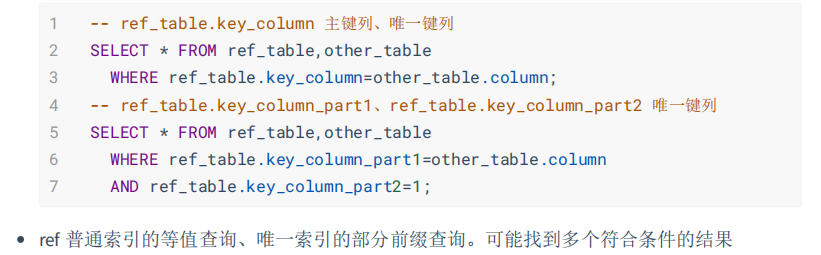 1 -- ref_table.key_column 主键列、唯一键列
2 SELECT * FROM ref_table,other_table
3 WHERE ref_table.key_column=other_table.column;
4 -- ref_table.key_column_part1、ref_table.key_column_part2 唯一键列
5 SELECT * FROM ref_table,other_table
6 WHERE ref_table.key_column_part1=other_table.column
7 AND ref_table.key_column_part2=1;
• ref 普通索引的等值查询、唯一索引的部分前缀查询。可能找到多个符合条件的结果